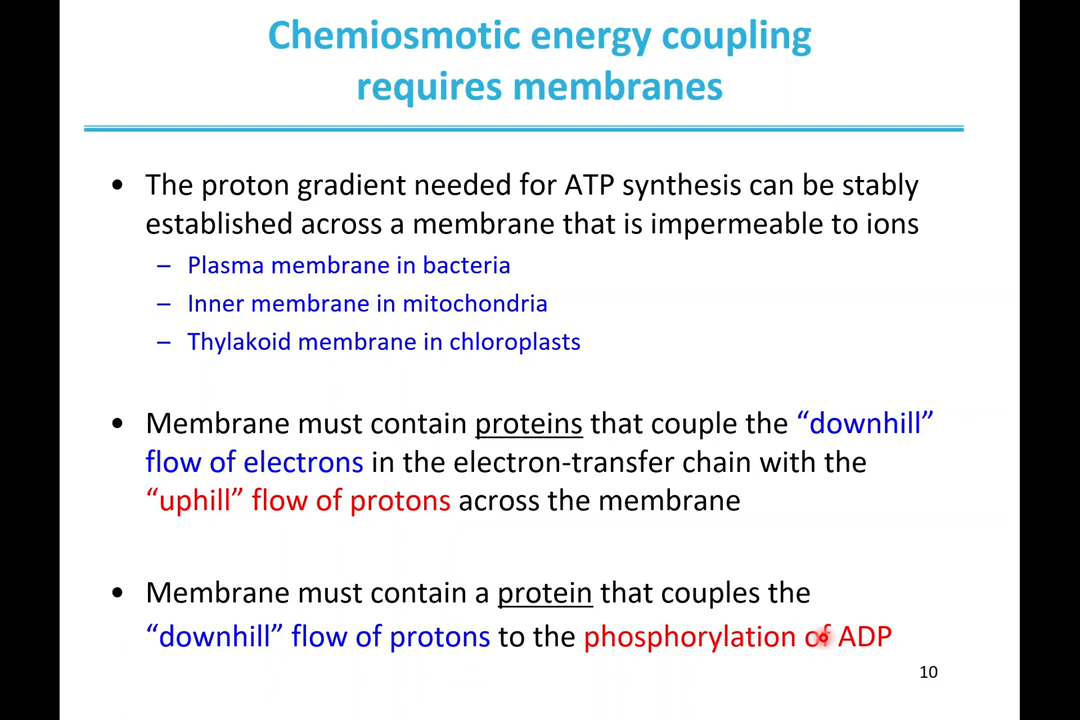 Chemiosmotic energy coupling
requires membranes
• The proton gradient needed for ATP synthesis can be stably
established across a membrane that is impermeable to ions
– Plasma membrane in bacteria
– Inner membrane in mitochondria
– Thylakoid membrane in chloroplasts
• Membrane must contain proteins that couple the “downhill”
flow of electrons in the electron-transfer chain with the
“uphill” flow of protons across the membrane
• Membrane must contain a protein that couples the
“downhill” flow of protons to the phosphorylation of ADP
10